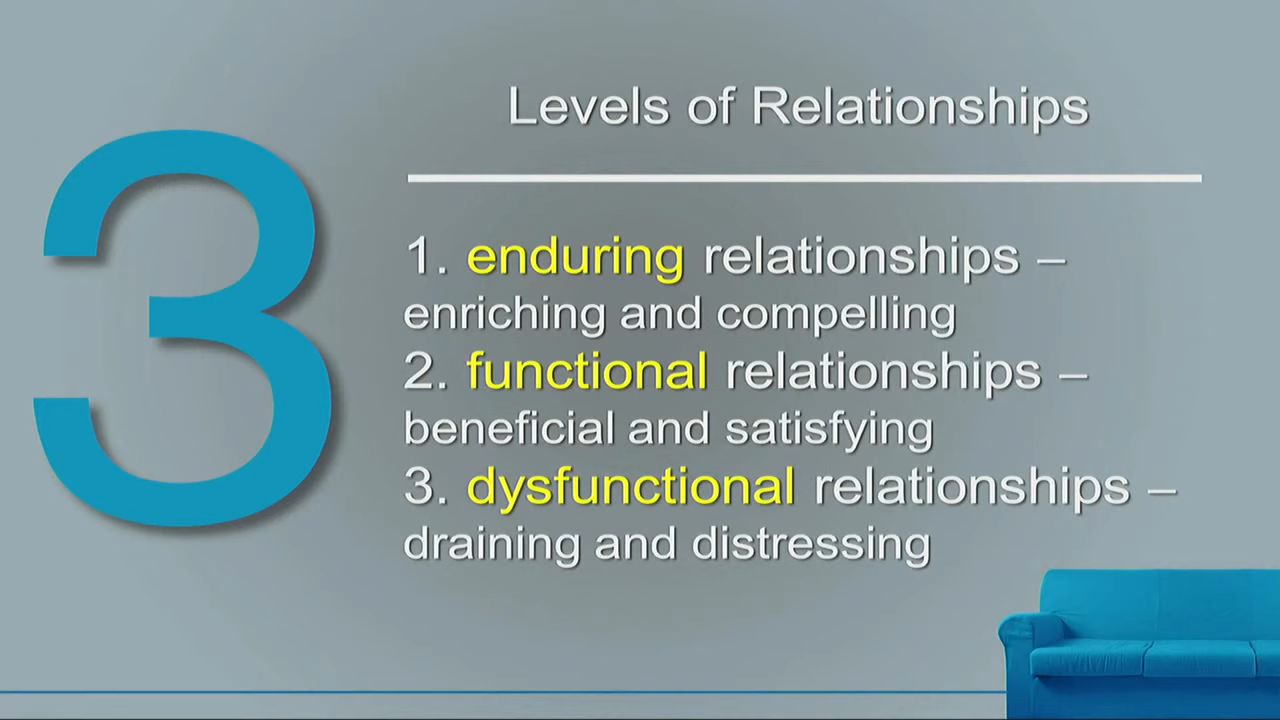 3
Levels of Relationships
1. enduring relationships –
enriching and compelling
2. functional relationships –
beneficial and satisfying
3. dysfunctional relationships –
draining and distressing